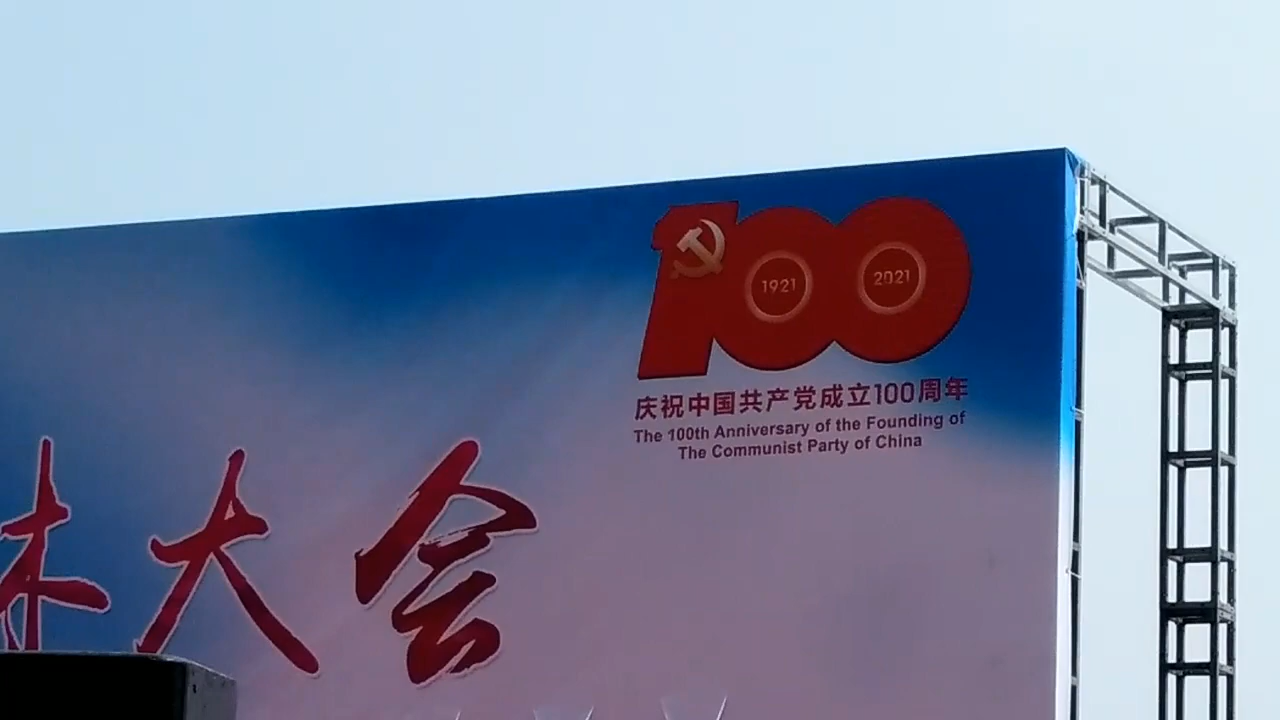 1921
2021
庆祝中国共产党成立100周年
The 100th Anniversary of the Founding of
The Communist Party of China
大会